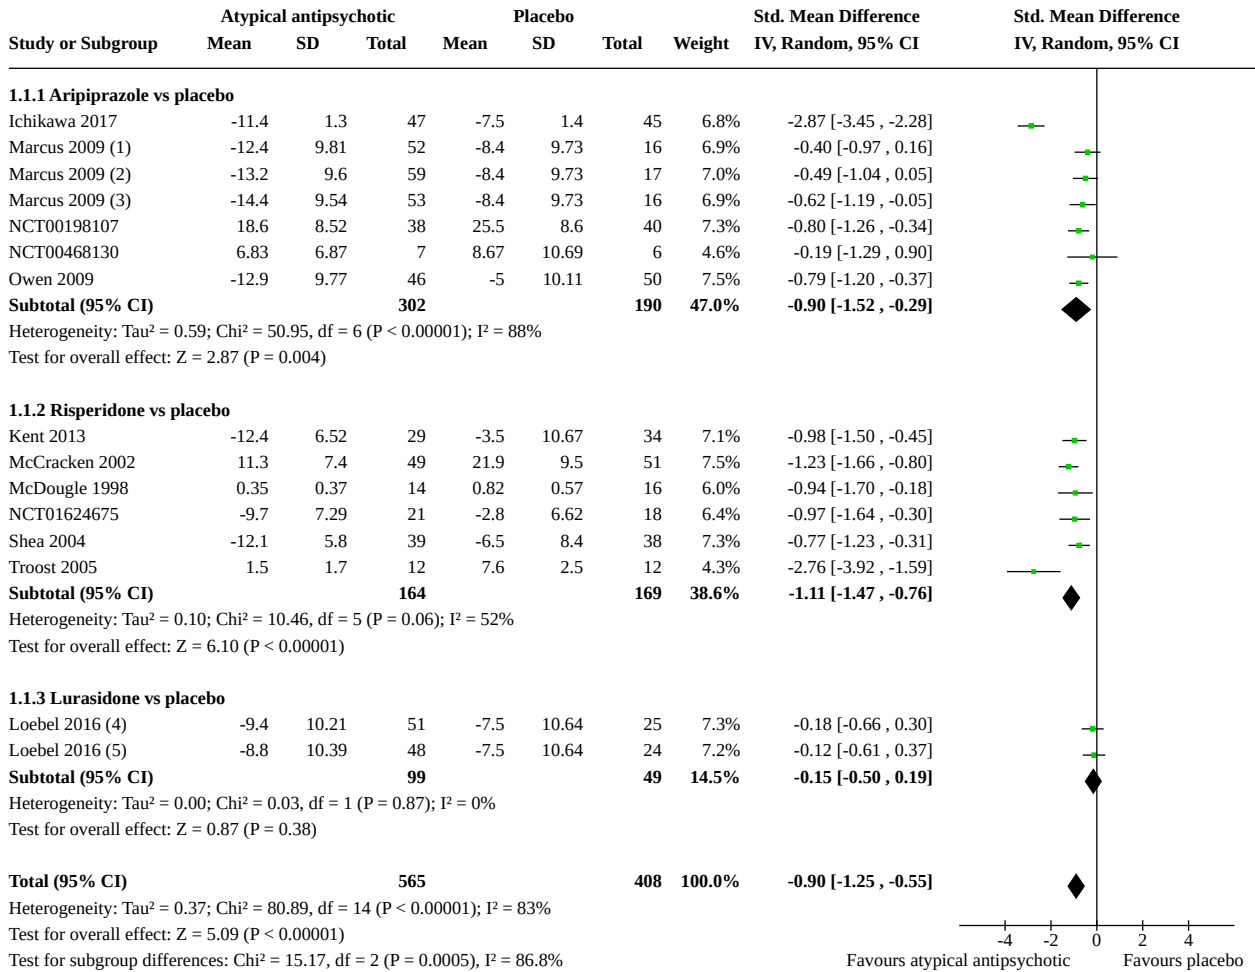 Atypical antipsychotic Placebo Std. Mean Difference Std. Mean Difference
Study or Subgroup Mean SD Total Mean SD Total Weight IV, Random, 95% CI IV, Random, 95% CI
1.1.1 Aripiprazole vs placebo
Ichikawa 2017 -11.4 1.3 47 -7.5 1.4 45 6.8% -2.87 [-3.45 , -2.28]
Marcus 2009 (1) -12.4 9.81 52 -8.4 9.73 16 6.9% -0.40 [-0.97 , 0.16]
Marcus 2009 (2) -13.2 9.6 59 -8.4 9.73 17 7.0% -0.49 [-1.04 , 0.05]
Marcus 2009 (3) -14.4 9.54 53 -8.4 9.73 16 6.9% -0.62 [-1.19 , -0.05]
NCT00198107 18.6 8.52 38 25.5 8.6 40 7.3% -0.80 [-1.26 , -0.34]
NCT00468130 6.83 6.87 7 8.67 10.69 6 4.6% -0.19 [-1.29 , 0.90]
Owen 2009 -12.9 9.77 46 -5 10.11 50 7.5% -0.79 [-1.20 , -0.37]
Subtotal (95% CI) 302 190 47.0% -0.90 [-1.52 , -0.29]
Heterogeneity: Tau² = 0.59; Chi² = 50.95, df = 6 (P < 0.00001); I² = 88%
Test for overall effect: Z = 2.87 (P = 0.004)
1.1.2 Risperidone vs placebo
Kent 2013 -12.4 6.52 29 -3.5 10.67 34 7.1% -0.98 [-1.50 , -0.45]
McCracken 2002 11.3 7.4 49 21.9 9.5 51 7.5% -1.23 [-1.66 , -0.80]
McDougle 1998 0.35 0.37 14 0.82 0.57 16 6.0% -0.94 [-1.70 , -0.18]
NCT01624675 -9.7 7.29 21 -2.8 6.62 18 6.4% -0.97 [-1.64 , -0.30]
Shea 2004 -12.1 5.8 39 -6.5 8.4 38 7.3% -0.77 [-1.23 , -0.31]
Troost 2005 1.5 1.7 12 7.6 2.5 12 4.3% -2.76 [-3.92 , -1.59]
Subtotal (95% CI) 164 169 38.6% -1.11 [-1.47 , -0.76]
Heterogeneity: Tau² = 0.10; Chi² = 10.46, df = 5 (P = 0.06); I² = 52%
Test for overall effect: Z = 6.10 (P < 0.00001)
1.1.3 Lurasidone vs placebo
Loebel 2016 (4) -9.4 10.21 51 -7.5 10.64 25 7.3% -0.18 [-0.66 , 0.30]
Loebel 2016 (5) -8.8 10.39 48 -7.5 10.64 24 7.2% -0.12 [-0.61 , 0.37]
Subtotal (95% CI) 99 49 14.5% -0.15 [-0.50 , 0.19]
Heterogeneity: Tau² = 0.00; Chi² = 0.03, df = 1 (P = 0.87); I² = 0%
Test for overall effect: Z = 0.87 (P = 0.38)
Total (95% CI) 565 408 100.0% -0.90 [-1.25 , -0.55]
Heterogeneity: Tau² = 0.37; Chi² = 80.89, df = 14 (P < 0.00001); I² = 83%
Test for overall effect: Z = 5.09 (P < 0.00001)
-4 -2 0 2 4
Test for subgroup differences: Chi² = 15.17, df = 2 (P = 0.0005), I² = 86.8%
Favours atypical antipsychotic Favours placebo